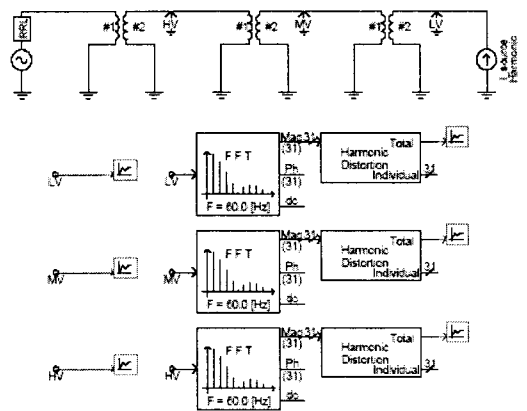 RRL
#1
#2
HV
#1
#2
MV
#1
#2
LV
I source
Harmonic
LV
LV
FFT
F = 60.0 [Hz]
Mag 31
(31)
Ph
(31)
dc
Harmonic
Distortion
Total
Individual
31
MV
MV
FFT
F = 60.0 [Hz]
Mag 31
(31)
Ph
(31)
dc
Harmonic
Distortion
Total
Individual
31
HV
HV
FFT
F = 60.0 [Hz]
Mag 31
(31)
Ph
(31)
dc
Harmonic
Distortion
Total
Individual
31